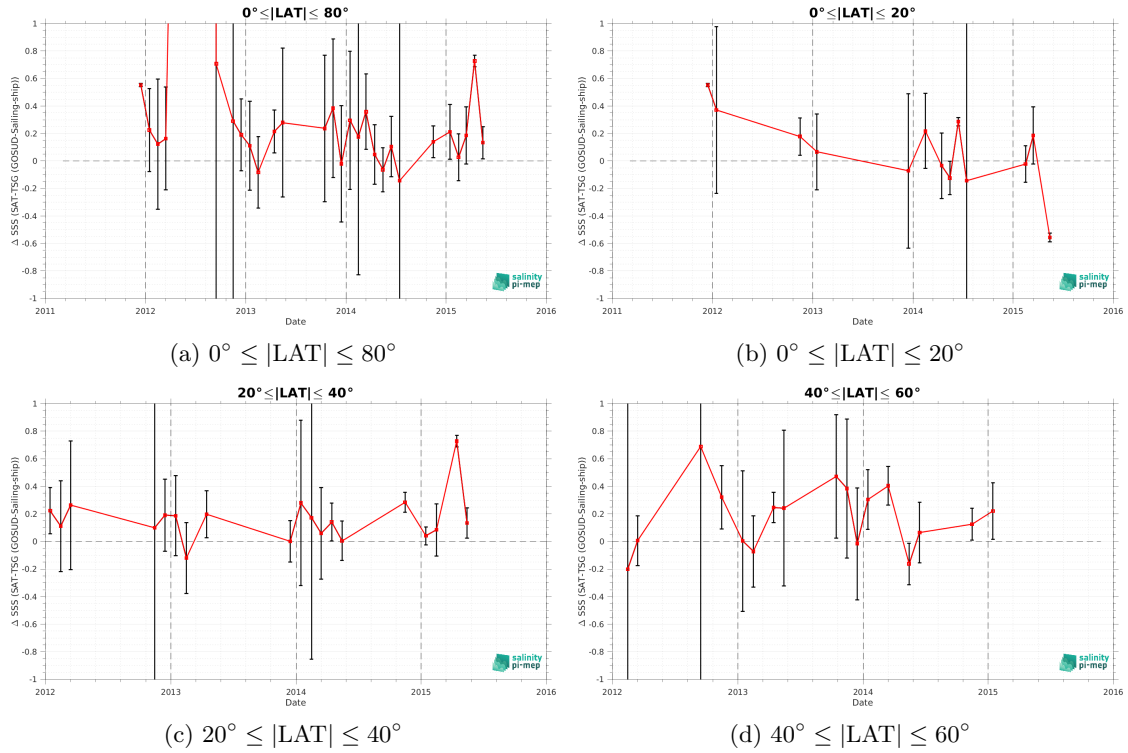 0°≤|LAT|≤ 80°
Δ SSS (SAT-TSG (GOSUD-Sailing-ship))
1
0.8
0.6
0.4
0.2
0
-0.2
-0.4
-0.6
-0.8
-1
salinity
pi-mep
2011 2012 2013 2014 2015 2016
Date
(a) 0° ≤ |LAT| ≤ 80°
0°≤|LAT|≤ 20°
Δ SSS (SAT-TSG (GOSUD-Sailing-ship))
1
0.8
0.6
0.4
0.2
0
-0.2
-0.4
-0.6
-0.8
-1
salinity
pi-mep
2011 2012 2013 2014 2015 2016
Date
(b) 0° ≤ |LAT| ≤ 20°
20°≤|LAT|≤ 40°
Δ SSS (SAT-TSG (GOSUD-Sailing-ship))
1
0.8
0.6
0.4
0.2
0
-0.2
-0.4
-0.6
-0.8
-1
salinity
pi-mep
2012 2013 2014 2015 2016
Date
(c) 20° ≤ |LAT| ≤ 40°
40°≤|LAT|≤ 60°
Δ SSS (SAT-TSG (GOSUD-Sailing-ship))
1
0.8
0.6
0.4
0.2
0
-0.2
-0.4
-0.6
-0.8
-1
salinity
pi-mep
2012 2013 2014 2015 2016
Date
(d) 40° ≤ |LAT| ≤ 60°